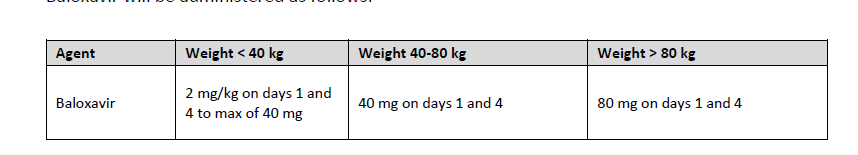 Baloxavir will be administered as follows:
Agent
Weight < 40 kg
Weight 40-80 kg
Weight > 80 kg
Baloxavir
2 mg/kg on days 1 and
4 to max of 40 mg
40 mg on days 1 and 4
80 mg on days 1 and 4